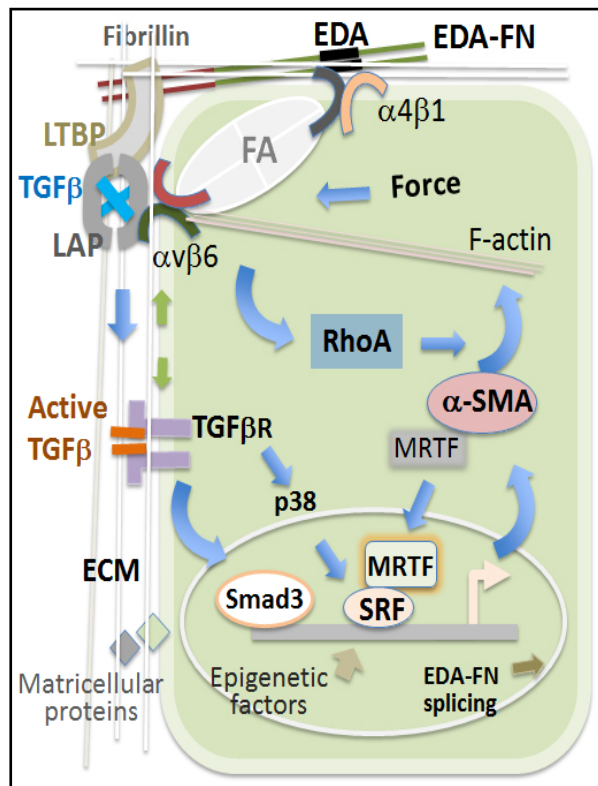 Fibrillin
EDA
EDA-FN
LTBP
α4β1
FA
TGFβ
Force
LAP
αvβ6
F-actin
RhoA
α-SMA
Active
TGFβ
TGFβR
MRTF
p38
ECM
MRTF
Smad3
SRF
Matricellular
proteins
Epigenetic
factors
EDA-FN
splicing